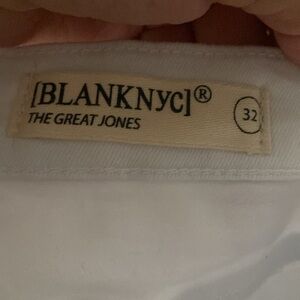 [BLANKNYC]®
THE GREAT JONES
32